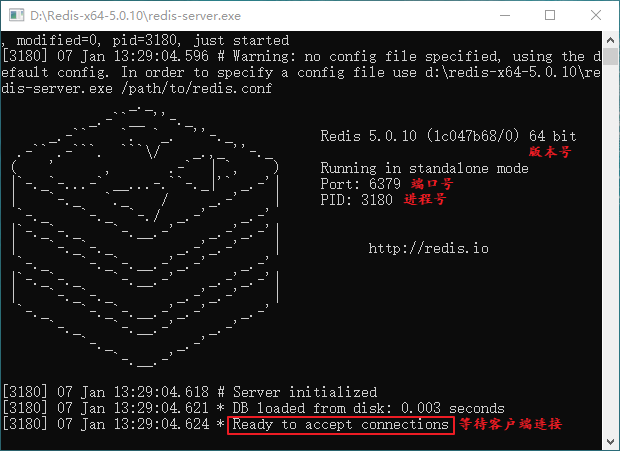 D:\Redis-x64-5.0.10\redis-server.exe
, modified=0, pid=3180, just started
[3180] 07 Jan 13:29:04.596 # Warning: no config file specified, using the d
efault config. In order to specify a config file use d:\redis-x64-5.0.10\re
dis-server.exe /path/to/redis.conf
Redis 5.0.10 (1c047b68/0) 64 bit
版本号
Running in standalone mode
Port: 6379 端口号
PID: 3180 进程号
http://redis.io
[3180] 07 Jan 13:29:04.618 # Server initialized
[3180] 07 Jan 13:29:04.621 * DB loaded from disk: 0.003 seconds
[3180] 07 Jan 13:29:04.624 * Ready to accept connections 等待客户端连接